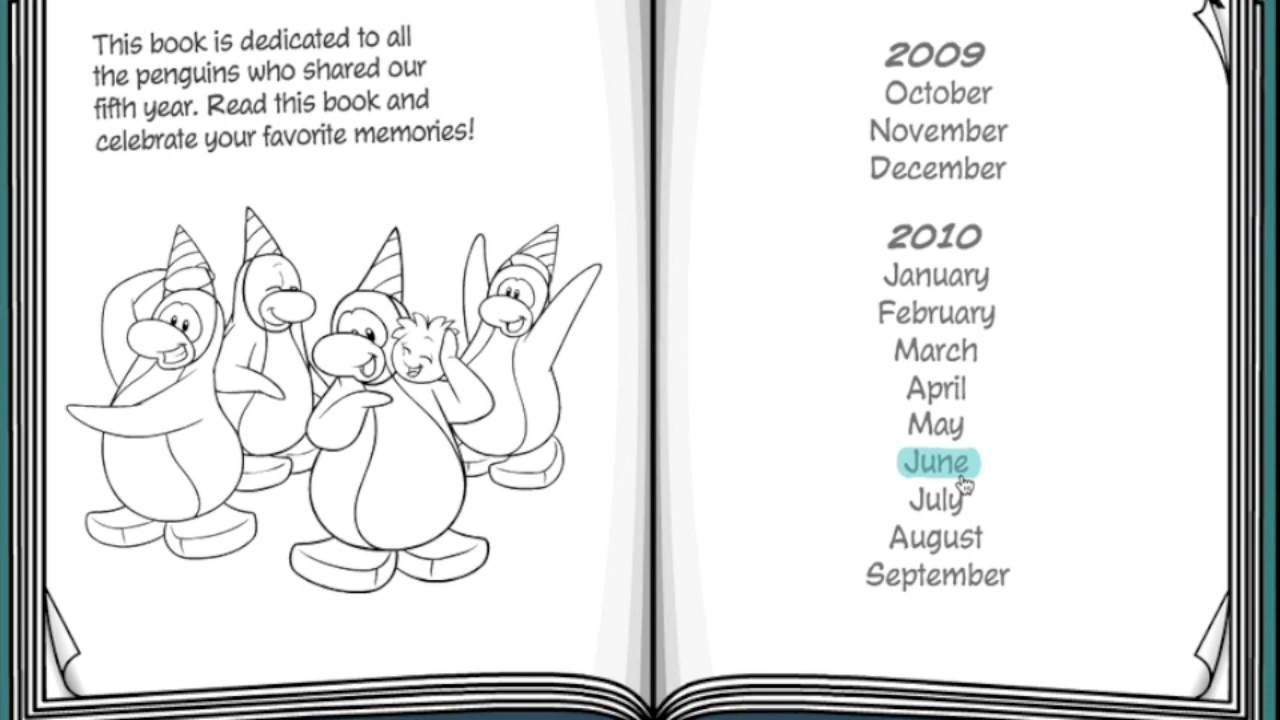 This book is dedicated to all
the penguins who shared our
fifth year. Read this book and
celebrate your favorite memories!
2009
October
November
December
2010
January
February
March
April
May
June
July
August
September